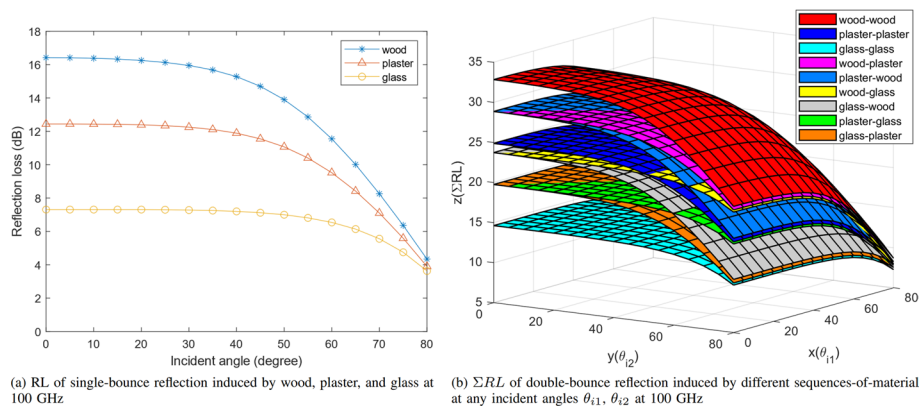 18
16
14
12
10
8
6
4
2
0
Reflection loss (dB)
0 10 20 30 40 50 60 70 80
Incident angle (degree)
wood
plaster
glass
(a) RL of single-bounce reflection induced by wood, plaster, and glass at
100 GHz
35
30
25
20
15
10
5
z(ΣRL)
0
20
40
60
80
y(θi2)
0
20
40
60
80
x(θi1)
wood-wood
plaster-plaster
glass-glass
wood-plaster
plaster-wood
wood-glass
glass-wood
plaster-glass
glass-plaster
(b) ΣRL of double-bounce reflection induced by different sequences-of-material
at any incident angles θi1, θi2 at 100 GHz